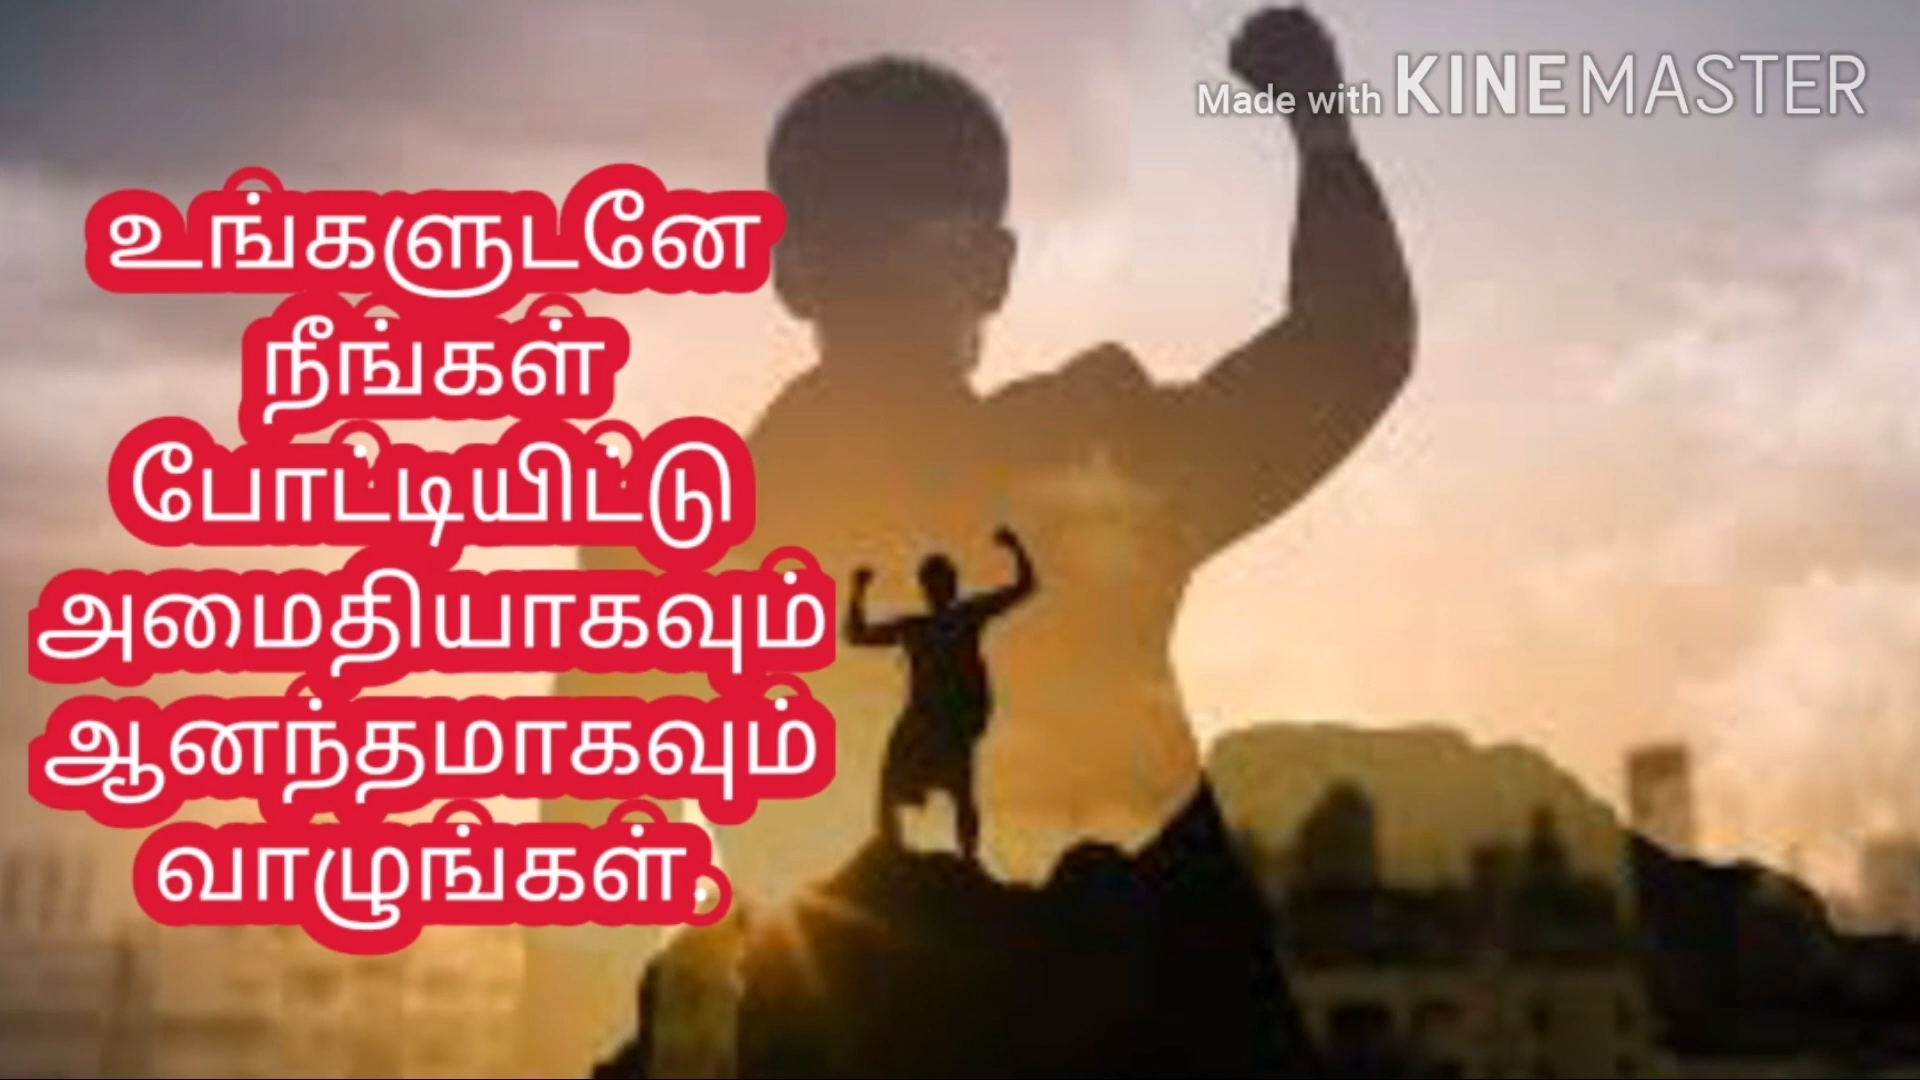 Made with KINEMASTER
உங்களுடனே
நீங்கள்
போட்டியிட்டு
அமைதியாகவும்
ஆனந்தமாகவும்
வாழுங்கள்.